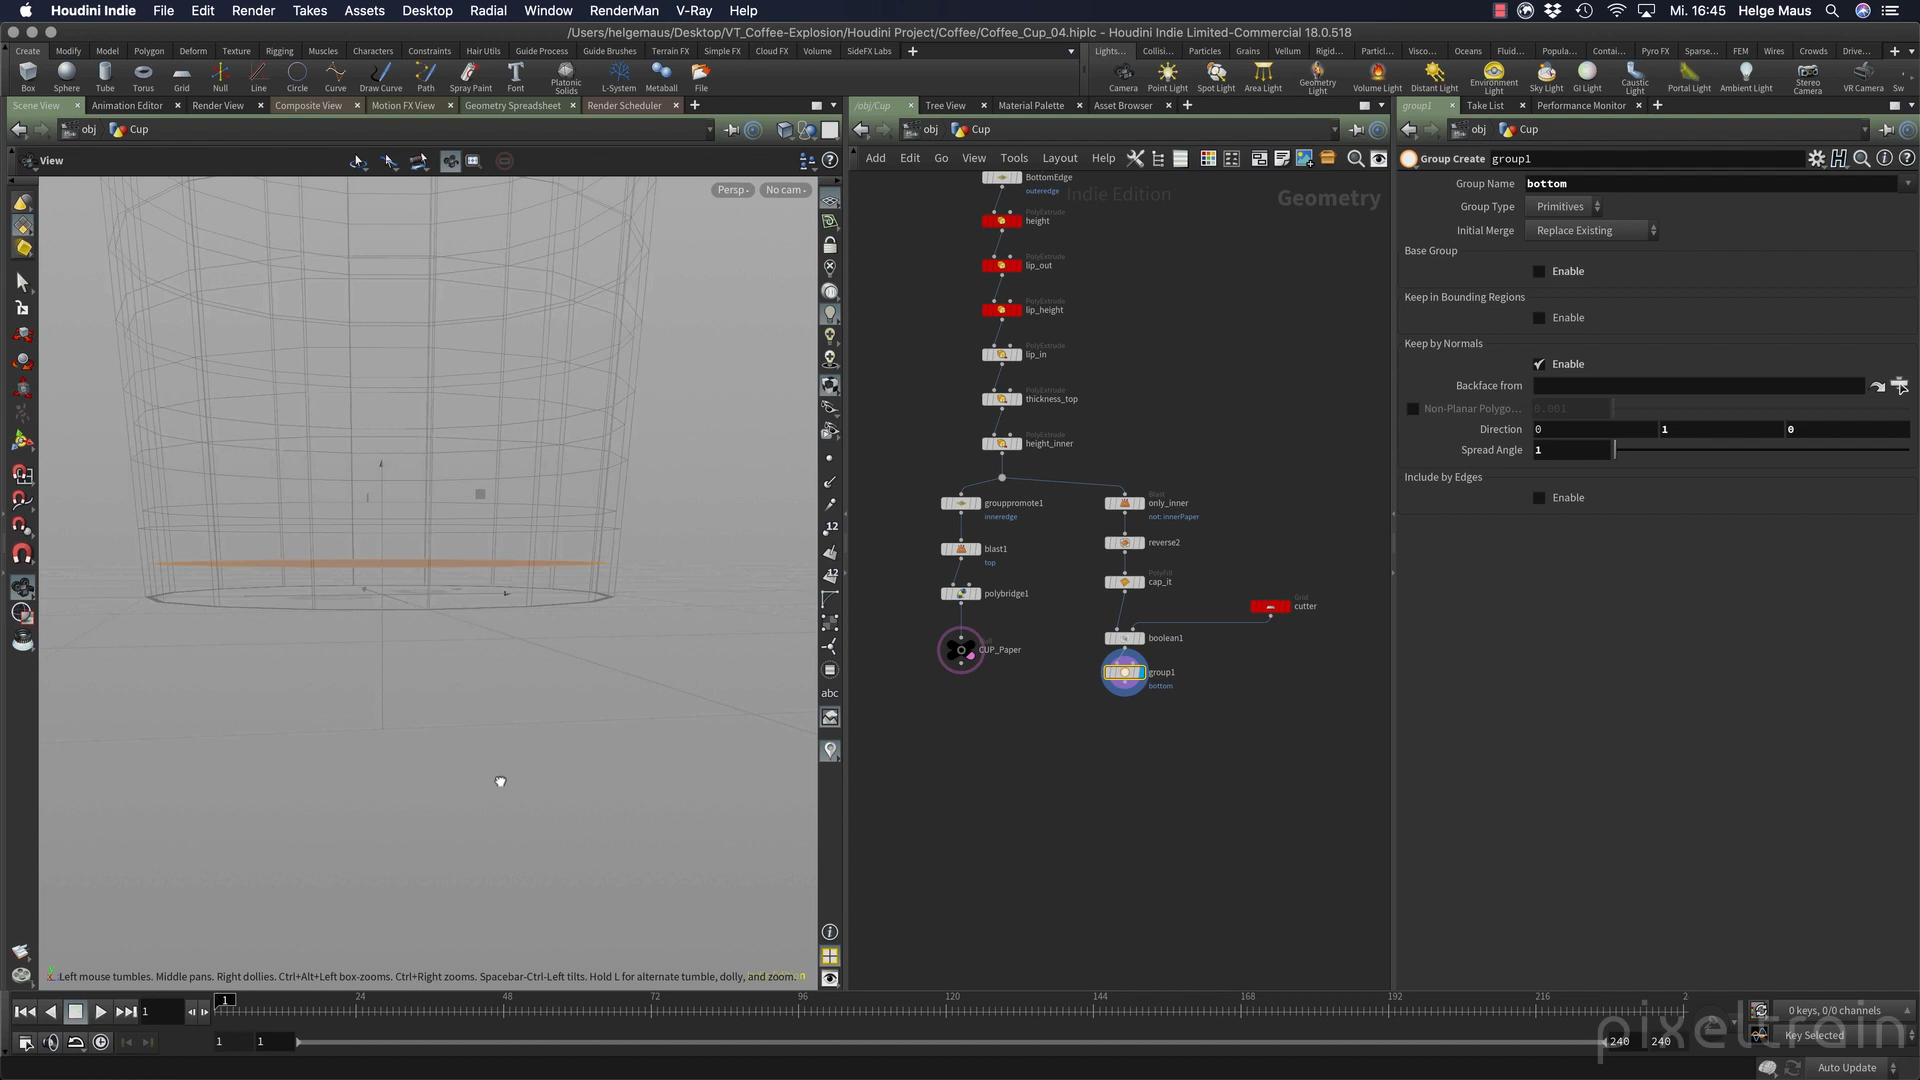 Houdini Indie File Edit Render Takes Assets Desktop Radial Window RenderMan V-Ray Help Mi. 16:45 Helge Maus
/Users/helgemaus/Desktop/VT_Coffee-Explosion/Houdini Project/Coffee/Coffee_Cup_04.hiplc - Houdini Indie Limited-Commercial 18.0.518
Create Modify Model Polygon Deform Texture Rigging Muscles Characters Constraints Hair Utils Guide Process Guide Brushes Terrain FX Simple FX Cloud FX Volume SideFX Labs
Lights... Collisi... Particles Grains Vellum Rigid... Particl... Visco... Oceans Fluid... Popula... Contai... Pyro FX Sparse... FEM Wires Crowds Drive...
Box Sphere Tube Torus Grid Null Line Circle Curve Draw Curve Path Spray Paint Font Platonic Solids L-System Metaball File
Camera Point Light Spot Light Area Light Geometry Light Volume Light Distant Light Environment Light Sky Light GI Light Caustic Light Portal Light Ambient Light Stereo Camera VR Camera Sw
Scene View Animation Editor Render View Composite View Motion FX View Geometry Spreadsheet Render Scheduler
/obj/Cup Tree View Material Palette Asset Browser
group1 Take List Performance Monitor
obj Cup
obj Cup
obj Cup
View
Add Edit Go View Tools Layout Help
Group Create group1
Persp No cam
Indie Edition
Geometry
BottomEdge
outeredge
PolyExtrude
height
PolyExtrude
lip_out
PolyExtrude
lip_height
PolyExtrude
lip_in
PolyExtrude
thickness_top
PolyExtrude
height_inner
grouppromote1
inneredge
blast1
top
polybridge1
CUP_Paper
Blast
only_inner
not: innerPaper
reverse2
PolyFill
cap_it
Grid
cutter
boolean1
group1
bottom
Group Name bottom
Group Type Primitives
Initial Merge Replace Existing
Base Group
Enable
Keep in Bounding Regions
Enable
Keep by Normals
Enable
Backface from
Non-Planar Polygo... 0.001
Direction 0 1 0
Spread Angle 1
Include by Edges
Enable
12
12
abc
Left mouse tumbles. Middle pans. Right dollies. Ctrl+Alt+Left box-zooms. Ctrl+Right zooms. Spacebar-Ctrl-Left tilts. Hold L for alternate tumble, dolly, and zoom.
1 1 24 48 72 96 120 144 168 192 216 2
0 keys, 0/0 channels
1 1 240 240
Key Selected
pixeltrain
Auto Update